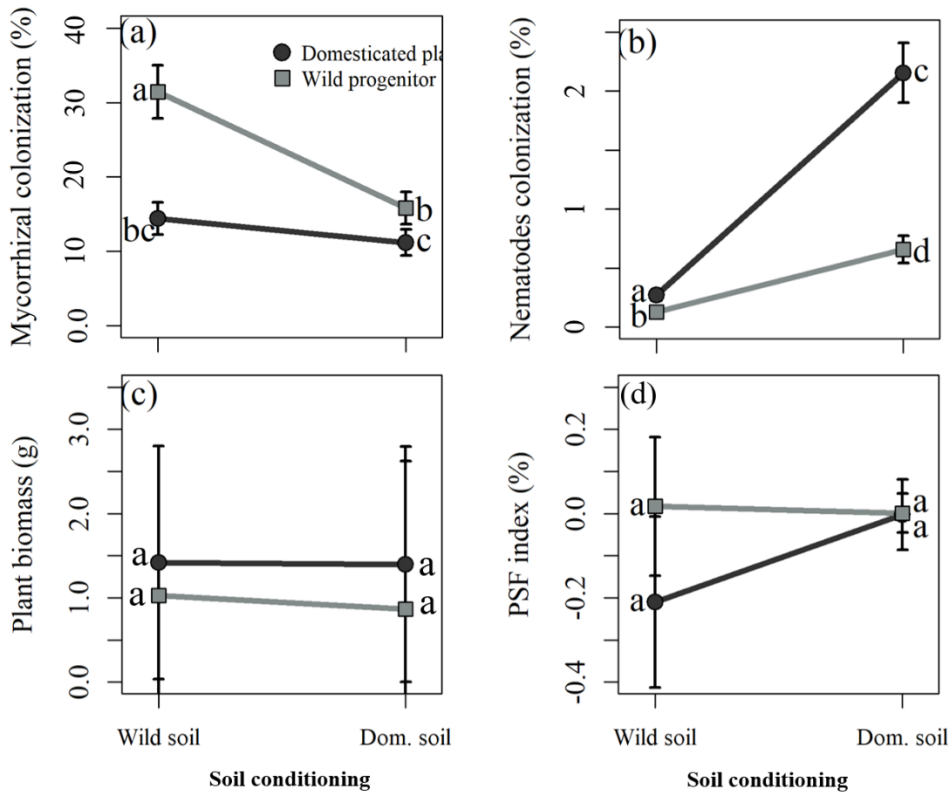 Mycorrhizal colonization (%)
0.0 10 20 30 40
(a)
Domesticated pla
Wild progenitor
a
b
bc
c
Nematodes colonization (%)
0 1 2
(b)
c
a
b
d
Plant biomass (g)
0.0 1.0 2.0 3.0
(c)
a
a
a
a
Wild soil Dom. soil
Soil conditioning
PSF index (%)
-0.4 -0.2 0.0 0.2
(d)
a
a
a
a
Wild soil Dom. soil
Soil conditioning